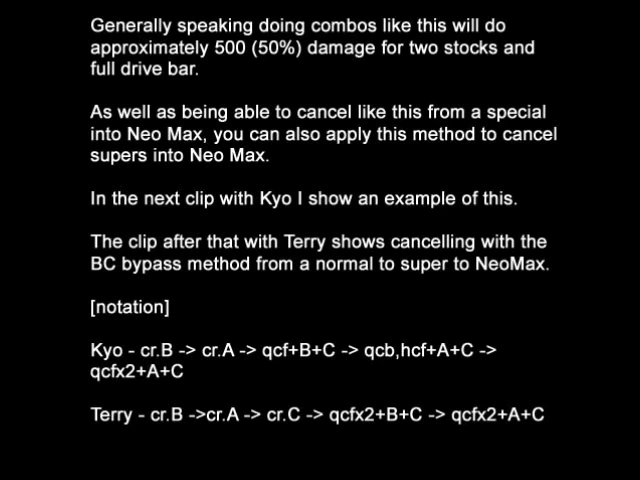 Generally speaking doing combos like this will do
approximately 500 (50%) damage for two stocks and
full drive bar.
As well as being able to cancel like this from a special
into Neo Max, you can also apply this method to cancel
supers into Neo Max.
In the next clip with Kyo I show an example of this.
The clip after that with Terry shows cancelling with the
BC bypass method from a normal to super to NeoMax.
[notation]
Kyo - cr.B -> cr.A -> qcf+B+C -> qcb,hcf+A+C ->
qcfx2+A+C
Terry - cr.B ->cr.A -> cr.C -> qcfx2+B+C -> qcfx2+A+C